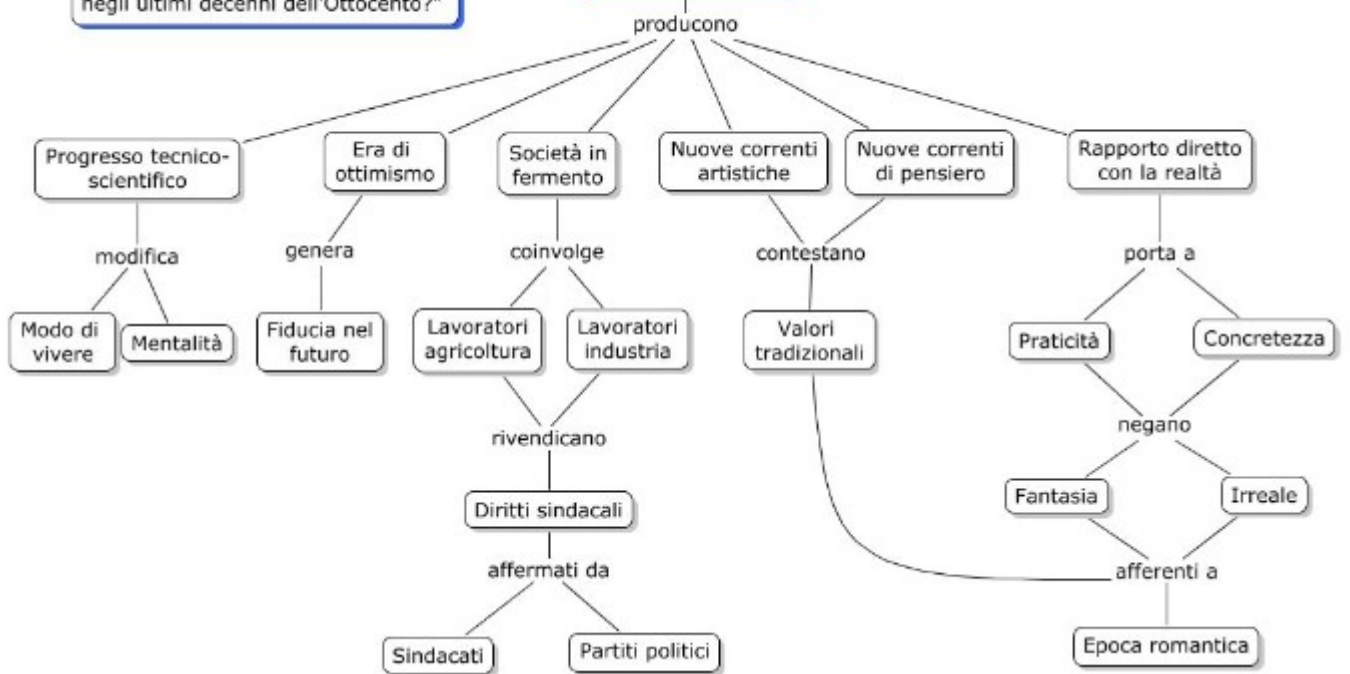 negli ultimi decenni dell'Ottocento?"
producono
Progresso tecnico-
scientifico
Era di
ottimismo
Società in
fermento
Nuove correnti
artistiche
Nuove correnti
di pensiero
Rapporto diretto
con la realtà
modifica
genera
coinvolge
contestano
porta a
Modo di
vivere
Mentalità
Fiducia nel
futuro
Lavoratori
agricoltura
Lavoratori
industria
Valori
tradizionali
Praticità
Concretezza
rivendicano
negano
Diritti sindacali
Fantasia
Irreale
affermati da
afferenti a
Sindacati
Partiti politici
Epoca romantica